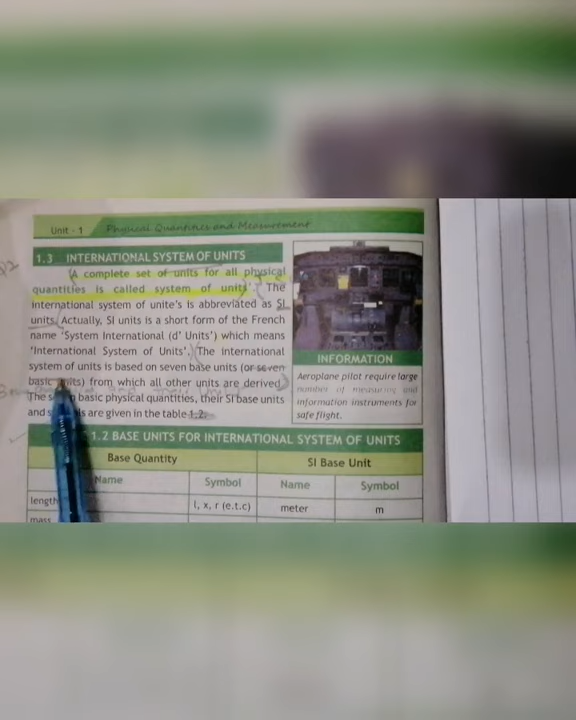 Unit - 1 Physical Quantities and Measurement
1.3 INTERNATIONAL SYSTEM OF UNITS
'A complete set of units for all physical
quantities is called system of units'. The
international system of unite's is abbreviated as SI
units. Actually, SI units is a short form of the French
name 'System International (d' Units') which means
'International System of Units'. The international
system of units is based on seven base units (or seven
basic units) from which all other units are derived
The basic physical quantities, their SI base units
and are given in the table 1.2.
INFORMATION
Aeroplane pilot require large
number of measuring and
information instruments for
safe flight.
1.2 BASE UNITS FOR INTERNATIONAL SYSTEM OF UNITS
Base Quantity SI Base Unit
Name Symbol Name Symbol
length l, x, r (e.t.c) meter m
mass